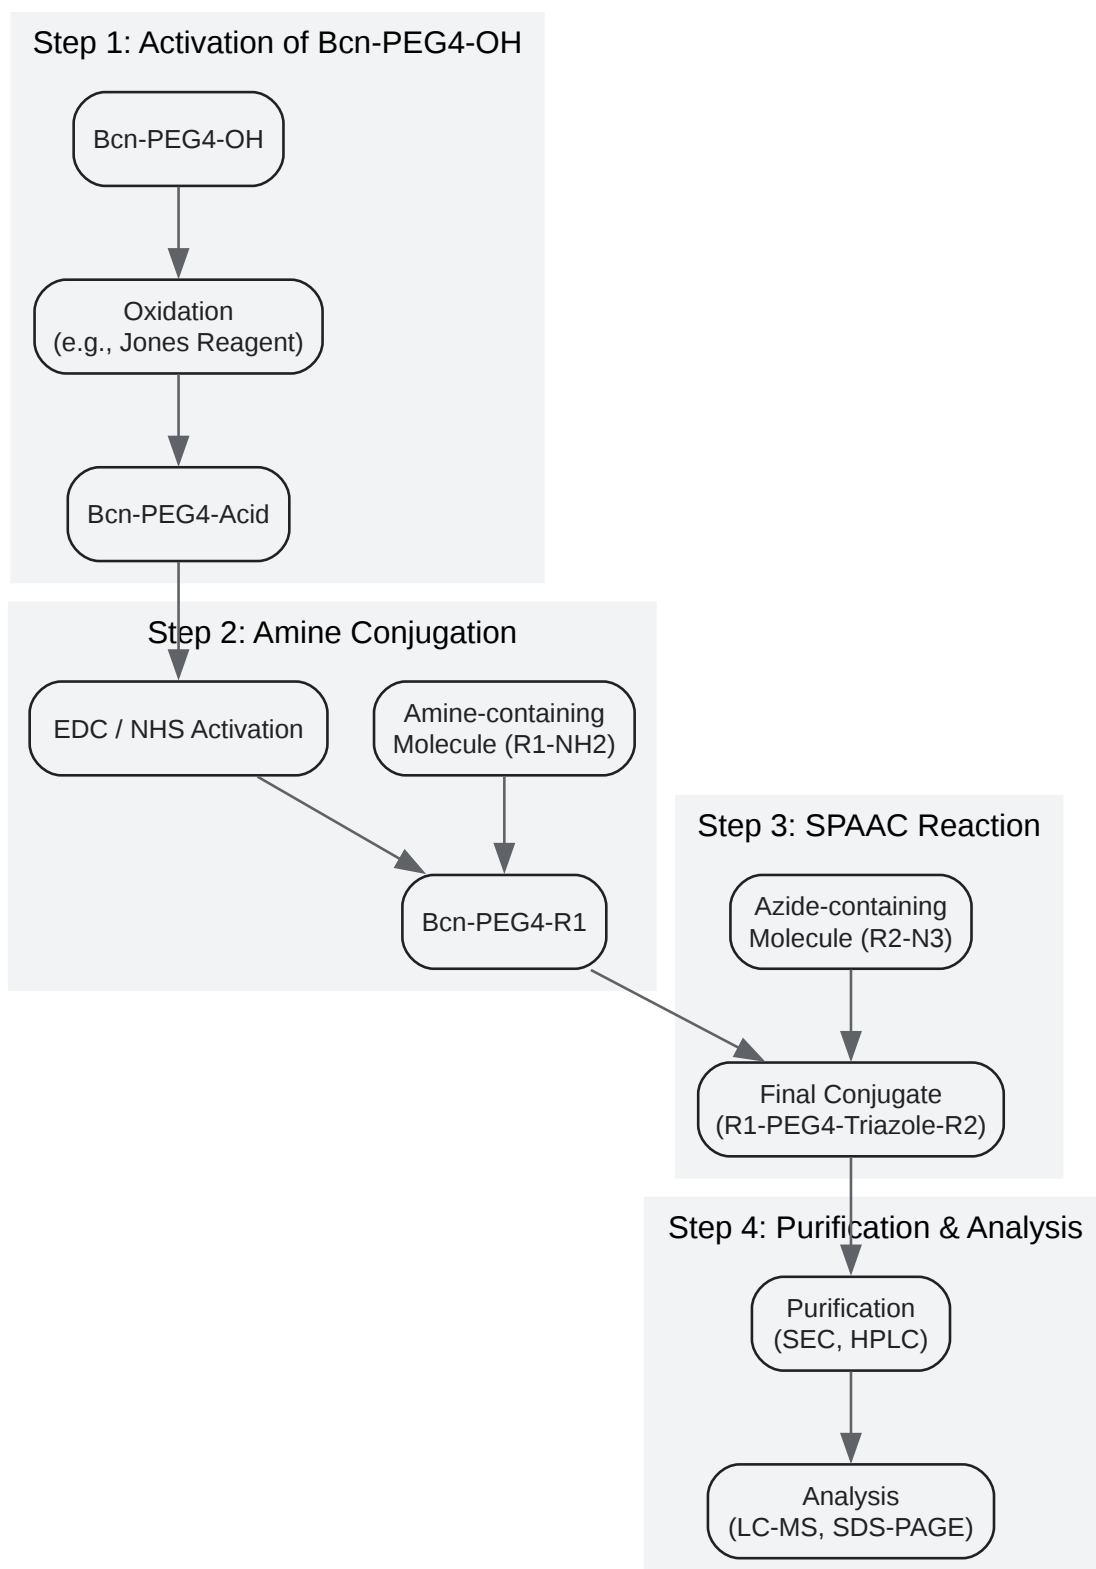 Step 1: Activation of Bcn-PEG4-OH
Bcn-PEG4-OH
Oxidation
(e.g., Jones Reagent)
Bcn-PEG4-Acid
Step 2: Amine Conjugation
EDC / NHS Activation
Amine-containing
Molecule (R1-NH2)
Bcn-PEG4-R1
Step 3: SPAAC Reaction
Azide-containing
Molecule (R2-N3)
Final Conjugate
(R1-PEG4-Triazole-R2)
Step 4: Purification & Analysis
Purification
(SEC, HPLC)
Analysis
(LC-MS, SDS-PAGE)